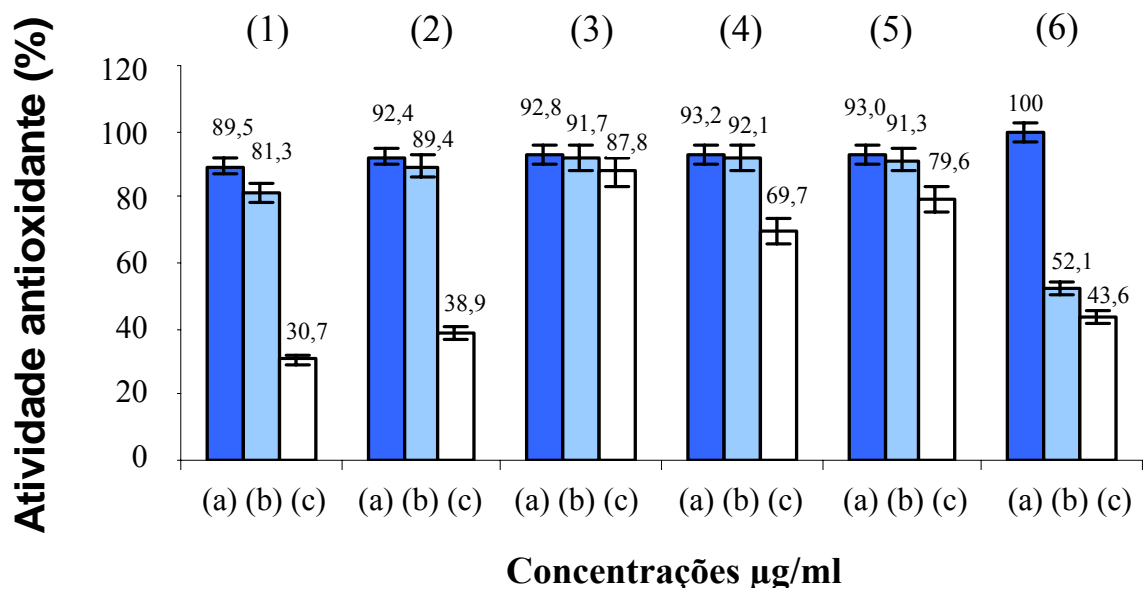 Atividade antioxidante (%)
(1) (2) (3) (4) (5) (6)
120
100
80
60
40
20
0
89,5 81,3 30,7
92,4 89,4 38,9
92,8 91,7 87,8
93,2 92,1 69,7
93,0 91,3 79,6
100 52,1 43,6
(a) (b) (c) (a) (b) (c) (a) (b) (c) (a) (b) (c) (a) (b) (c) (a) (b) (c)
Concentrações µg/ml